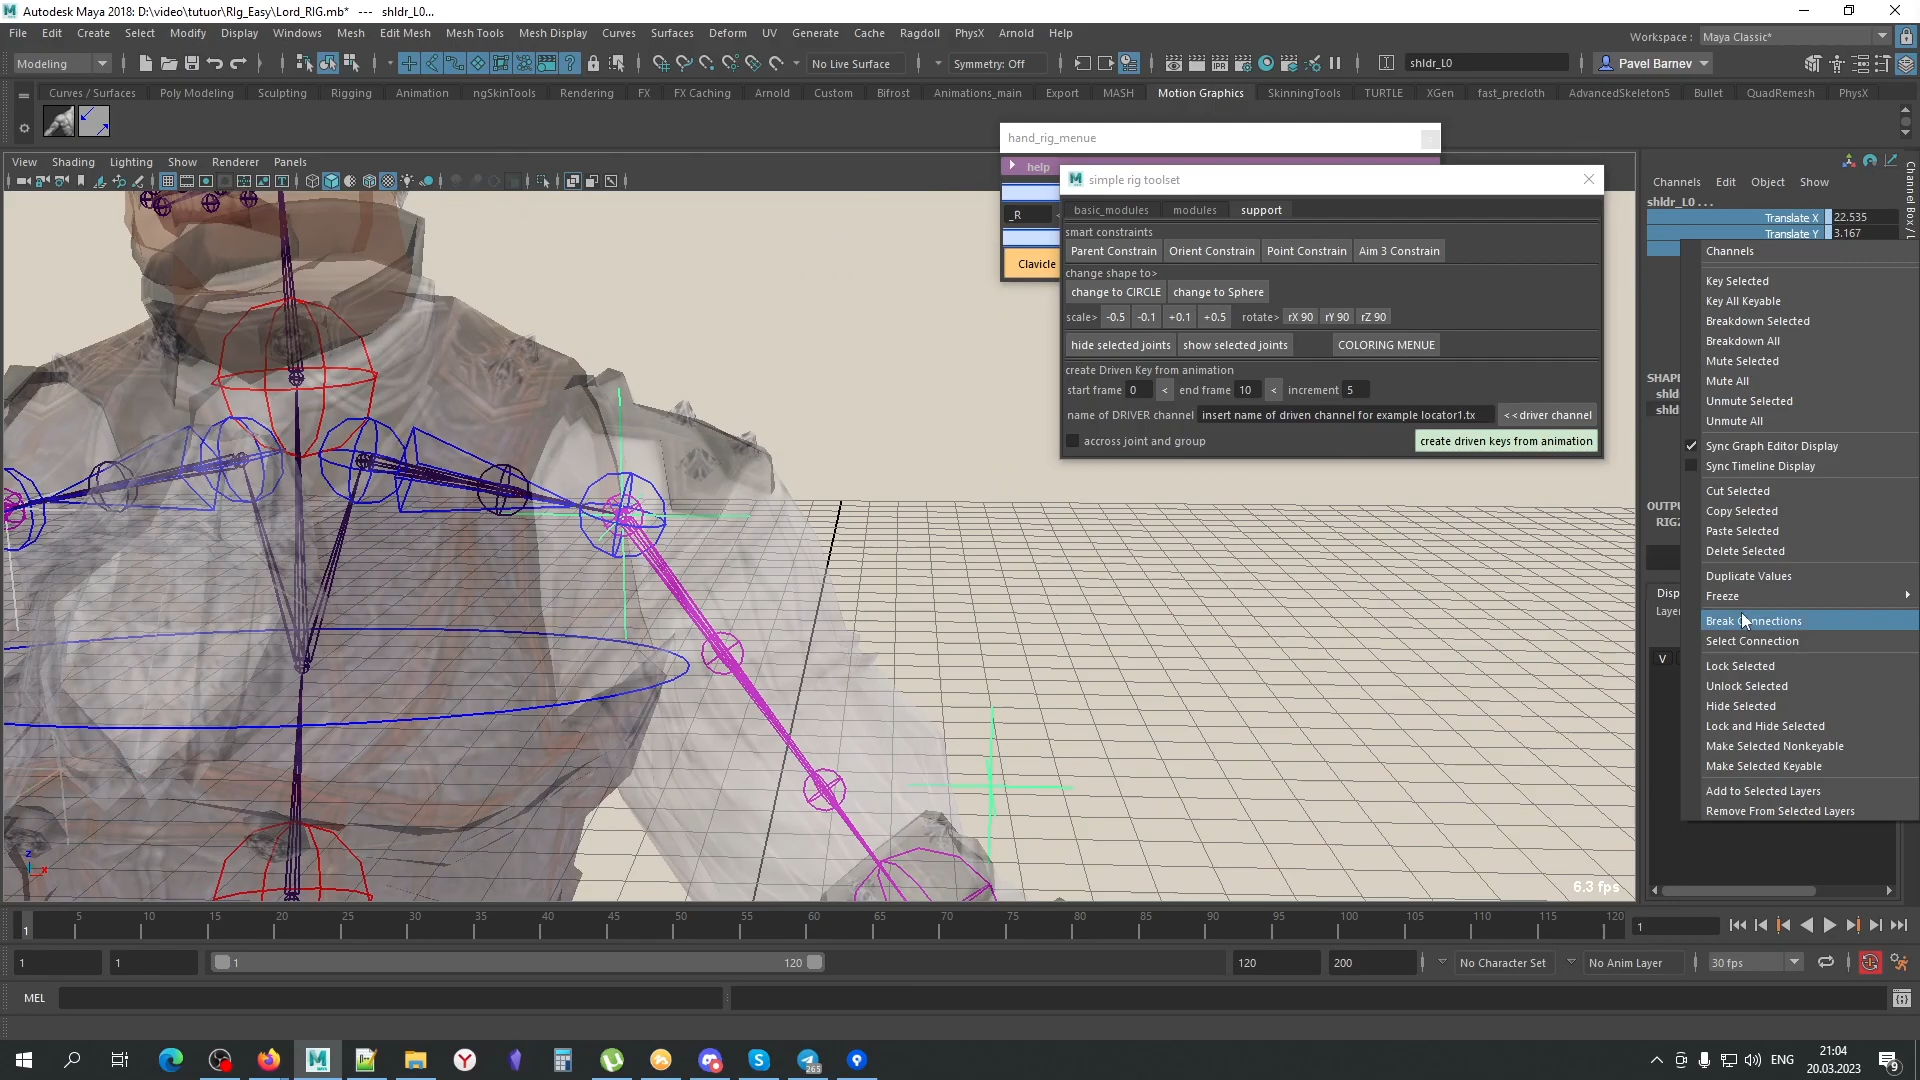 Autodesk Maya 2018: D:\video\tutuor\RIg_Easy\Lord_RIG.mb* --- shldr_L0...
File Edit Create Select Modify Display Windows Mesh Edit Mesh Mesh Tools Mesh Display Curves Surfaces Deform UV Generate Cache Ragdoll PhysX Arnold Help
Workspace : Maya Classic*
Modeling No Live Surface Symmetry: Off shldr_L0 Pavel Barnev
Curves / Surfaces Poly Modeling Sculpting Rigging Animation ngSkinTools Rendering FX FX Caching Arnold Custom Bifrost Animations_main Export MASH Motion Graphics SkinningTools TURTLE XGen fast_precloth AdvancedSkeleton5 Bullet QuadRemesh PhysX
hand_rig_menue
help
_R <
Clavicle
View Shading Lighting Show Renderer Panels
simple rig toolset
basic_modules modules support
smart constraints
Parent Constrain Orient Constrain Point Constrain Aim 3 Constrain
change shape to>
change to CIRCLE change to Sphere
scale> -0.5 -0.1 +0.1 +0.5 rotate> rX 90 rY 90 rZ 90
hide selected joints show selected joints COLORING MENUE
create Driven Key from animation
start frame 0 < end frame 10 < increment 5
name of DRIVER channel insert name of driven channel for example locator1.tx <<driver channel
accross joint and group create driven keys from animation
Channels Edit Object Show
Channel Box / L
shldr_L0 . . .
Translate X 22.535
Translate Y 3.167
SHAP
shld
shld
OUTPU
RIG2
Disp
Laye
V
Channels
Key Selected
Key All Keyable
Breakdown Selected
Breakdown All
Mute Selected
Mute All
Unmute Selected
Unmute All
Sync Graph Editor Display
Sync Timeline Display
Cut Selected
Copy Selected
Paste Selected
Delete Selected
Duplicate Values
Freeze
Break Connections
Select Connection
Lock Selected
Unlock Selected
Hide Selected
Lock and Hide Selected
Make Selected Nonkeyable
Make Selected Keyable
Add to Selected Layers
Remove From Selected Layers
z
x
6.3 fps
1 5 10 15 20 25 30 35 40 45 50 55 60 65 70 75 80 85 90 95 100 105 110 115 120 1
1 1 1 120 120 200 No Character Set No Anim Layer 30 fps
MEL
265
ENG
21:04
20.03.2023
9